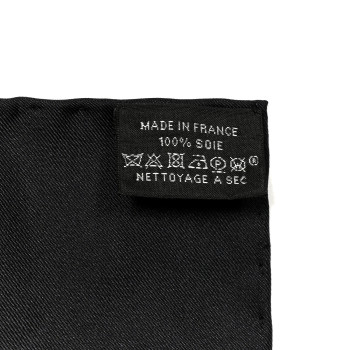 MADE IN FRANCE
100% SOIE
®
NETTOYAGE A SEC